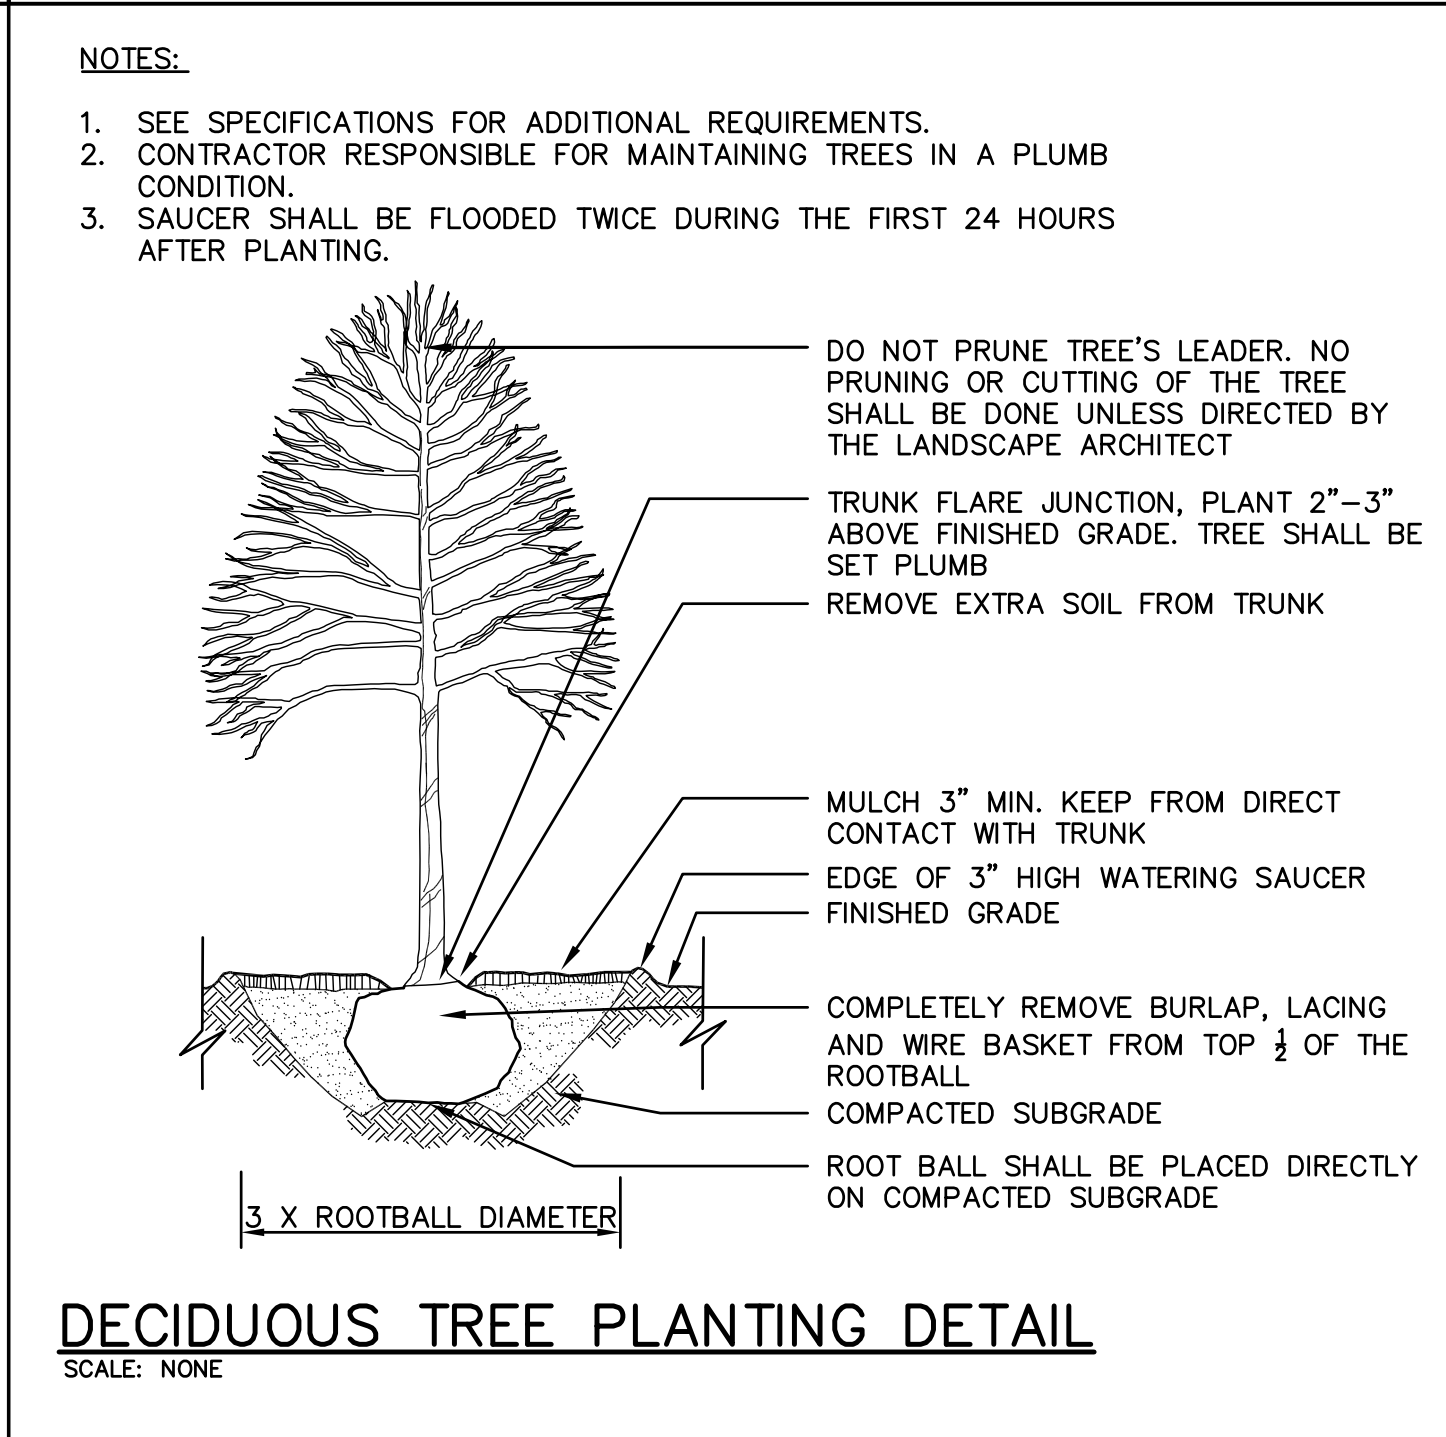 NOTES:
1. SEE SPECIFICATIONS FOR ADDITIONAL REQUIREMENTS.
2. CONTRACTOR RESPONSIBLE FOR MAINTAINING TREES IN A PLUMB
CONDITION.
3. SAUCER SHALL BE FLOODED TWICE DURING THE FIRST 24 HOURS
AFTER PLANTING.
DO NOT PRUNE TREE'S LEADER. NO
PRUNING OR CUTTING OF THE TREE
SHALL BE DONE UNLESS DIRECTED BY
THE LANDSCAPE ARCHITECT
TRUNK FLARE JUNCTION, PLANT 2”–3”
ABOVE FINISHED GRADE. TREE SHALL BE
SET PLUMB
REMOVE EXTRA SOIL FROM TRUNK
MULCH 3” MIN. KEEP FROM DIRECT
CONTACT WITH TRUNK
EDGE OF 3” HIGH WATERING SAUCER
FINISHED GRADE
COMPLETELY REMOVE BURLAP, LACING
AND WIRE BASKET FROM TOP ½ OF THE
ROOTBALL
COMPACTED SUBGRADE
ROOT BALL SHALL BE PLACED DIRECTLY
ON COMPACTED SUBGRADE
3 X ROOTBALL DIAMETER
DECIDUOUS TREE PLANTING DETAIL
SCALE: NONE